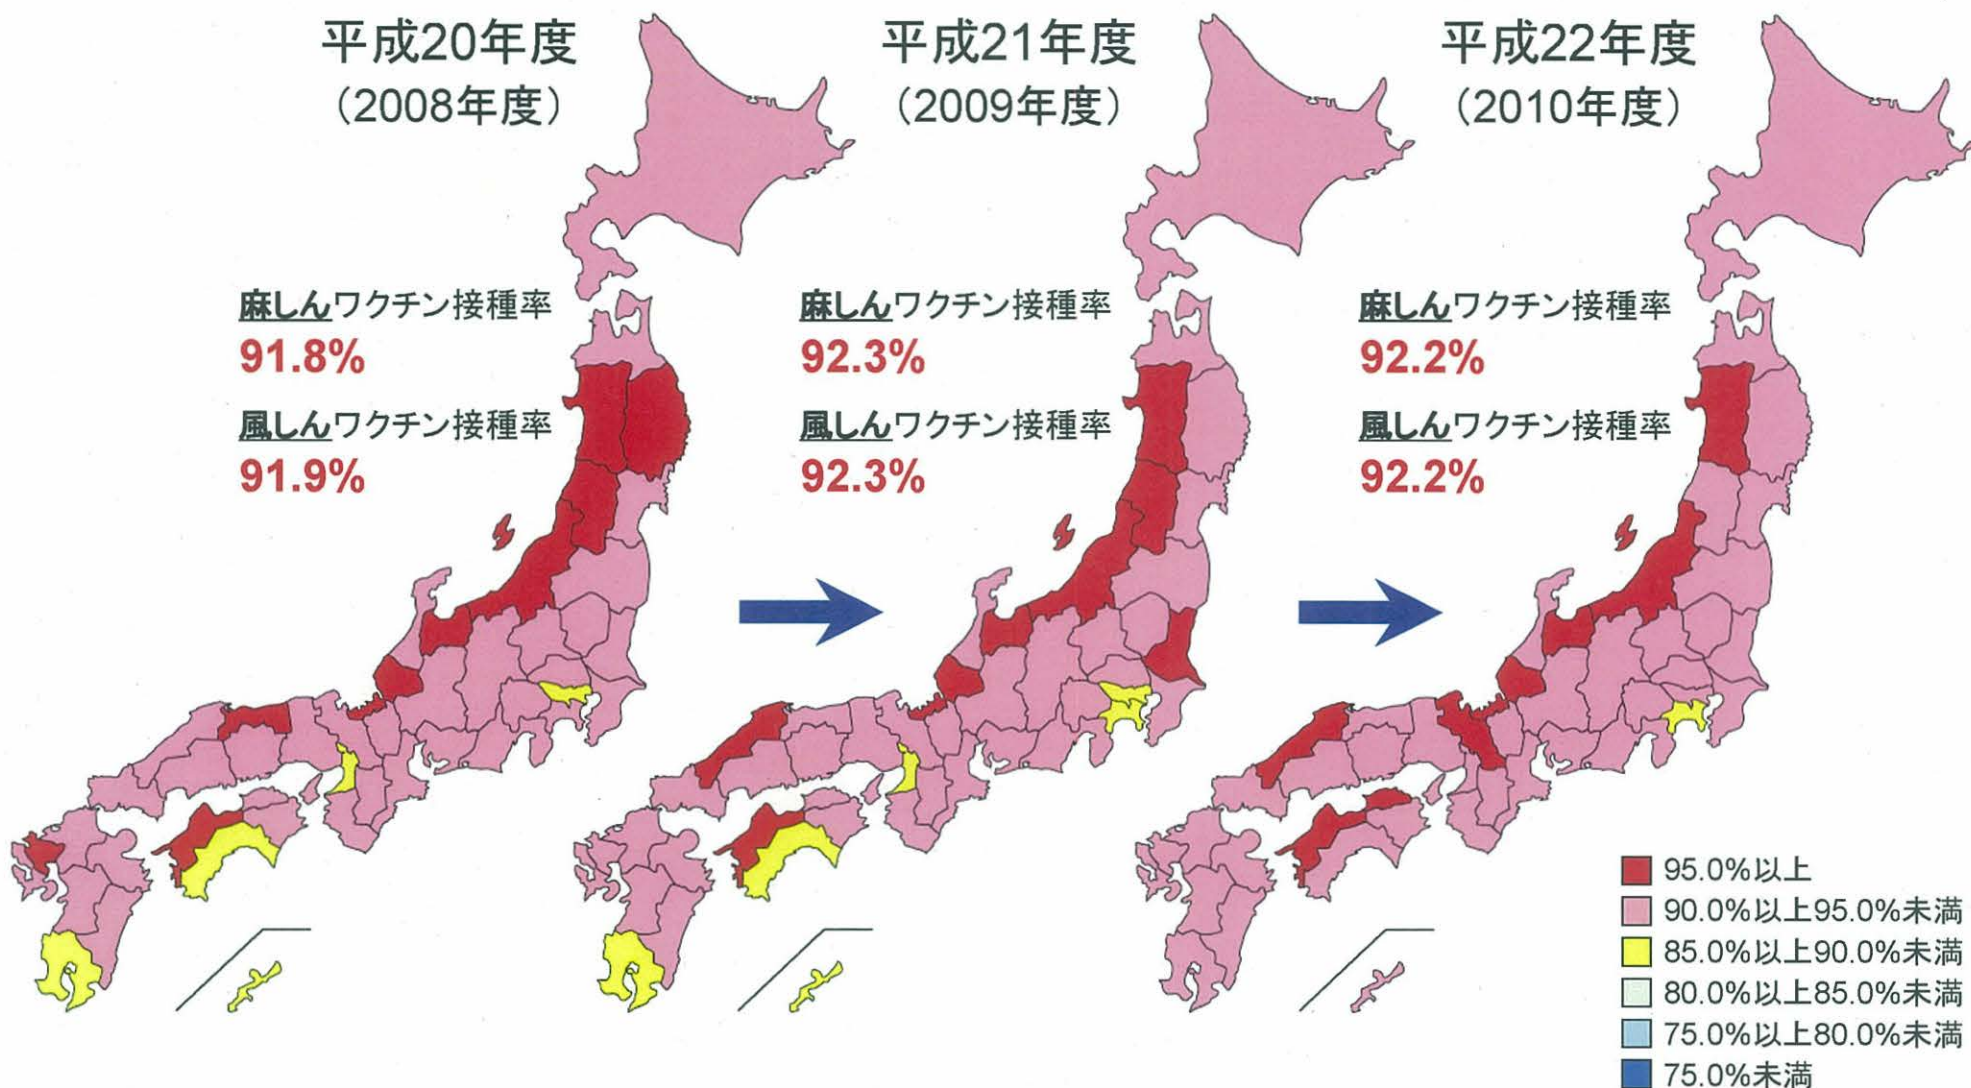 平成20年度
（2008年度）
麻しんワクチン接種率
91.8%
風しんワクチン接種率
91.9%
平成21年度
（2009年度）
麻しんワクチン接種率
92.3%
風しんワクチン接種率
92.3%
平成22年度
（2010年度）
麻しんワクチン接種率
92.2%
風しんワクチン接種率
92.2%
95.0%以上
90.0%以上95.0%未満
85.0%以上90.0%未満
80.0%以上85.0%未満
75.0%以上80.0%未満
75.0%未満